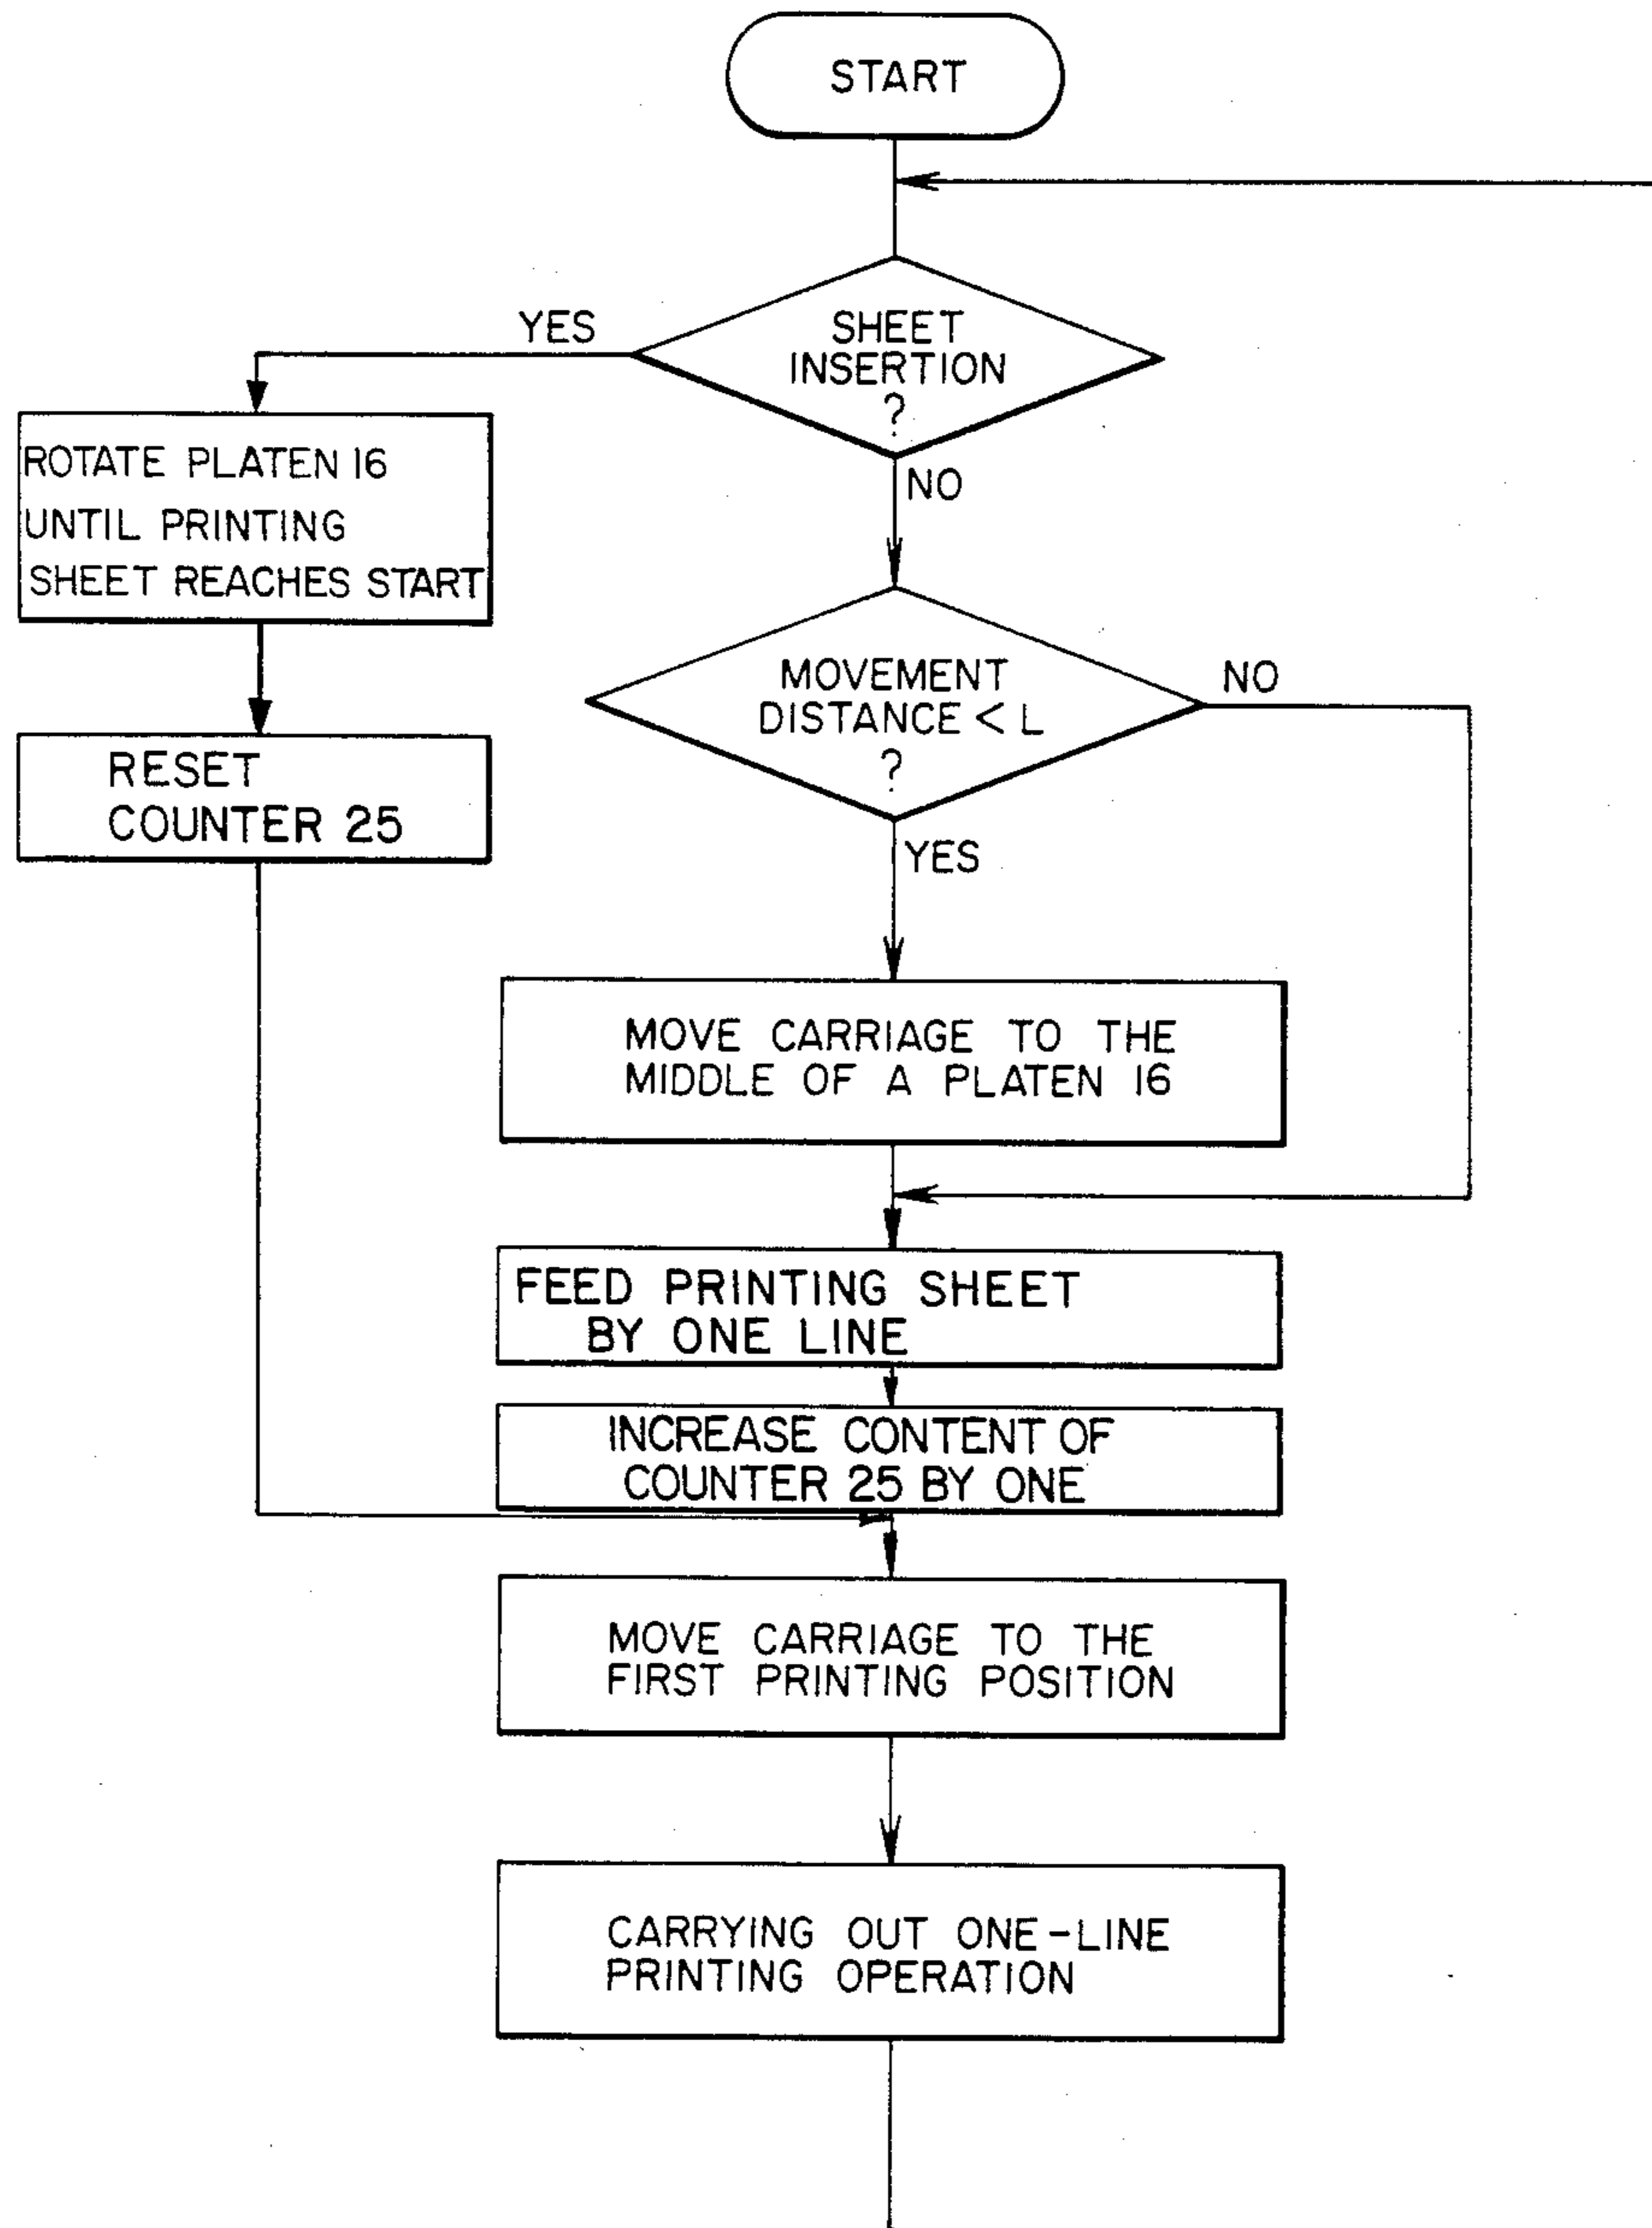 START
YES
SHEET
INSERTION
?
NO
ROTATE PLATEN 16
UNTIL PRINTING
SHEET REACHES START
RESET
COUNTER 25
MOVEMENT
DISTANCE < L
?
NO
YES
MOVE CARRIAGE TO THE
MIDDLE OF A PLATEN 16
FEED PRINTING SHEET
BY ONE LINE
INCREASE CONTENT OF
COUNTER 25 BY ONE
MOVE CARRIAGE TO THE
FIRST PRINTING POSITION
CARRYING OUT ONE-LINE
PRINTING OPERATION